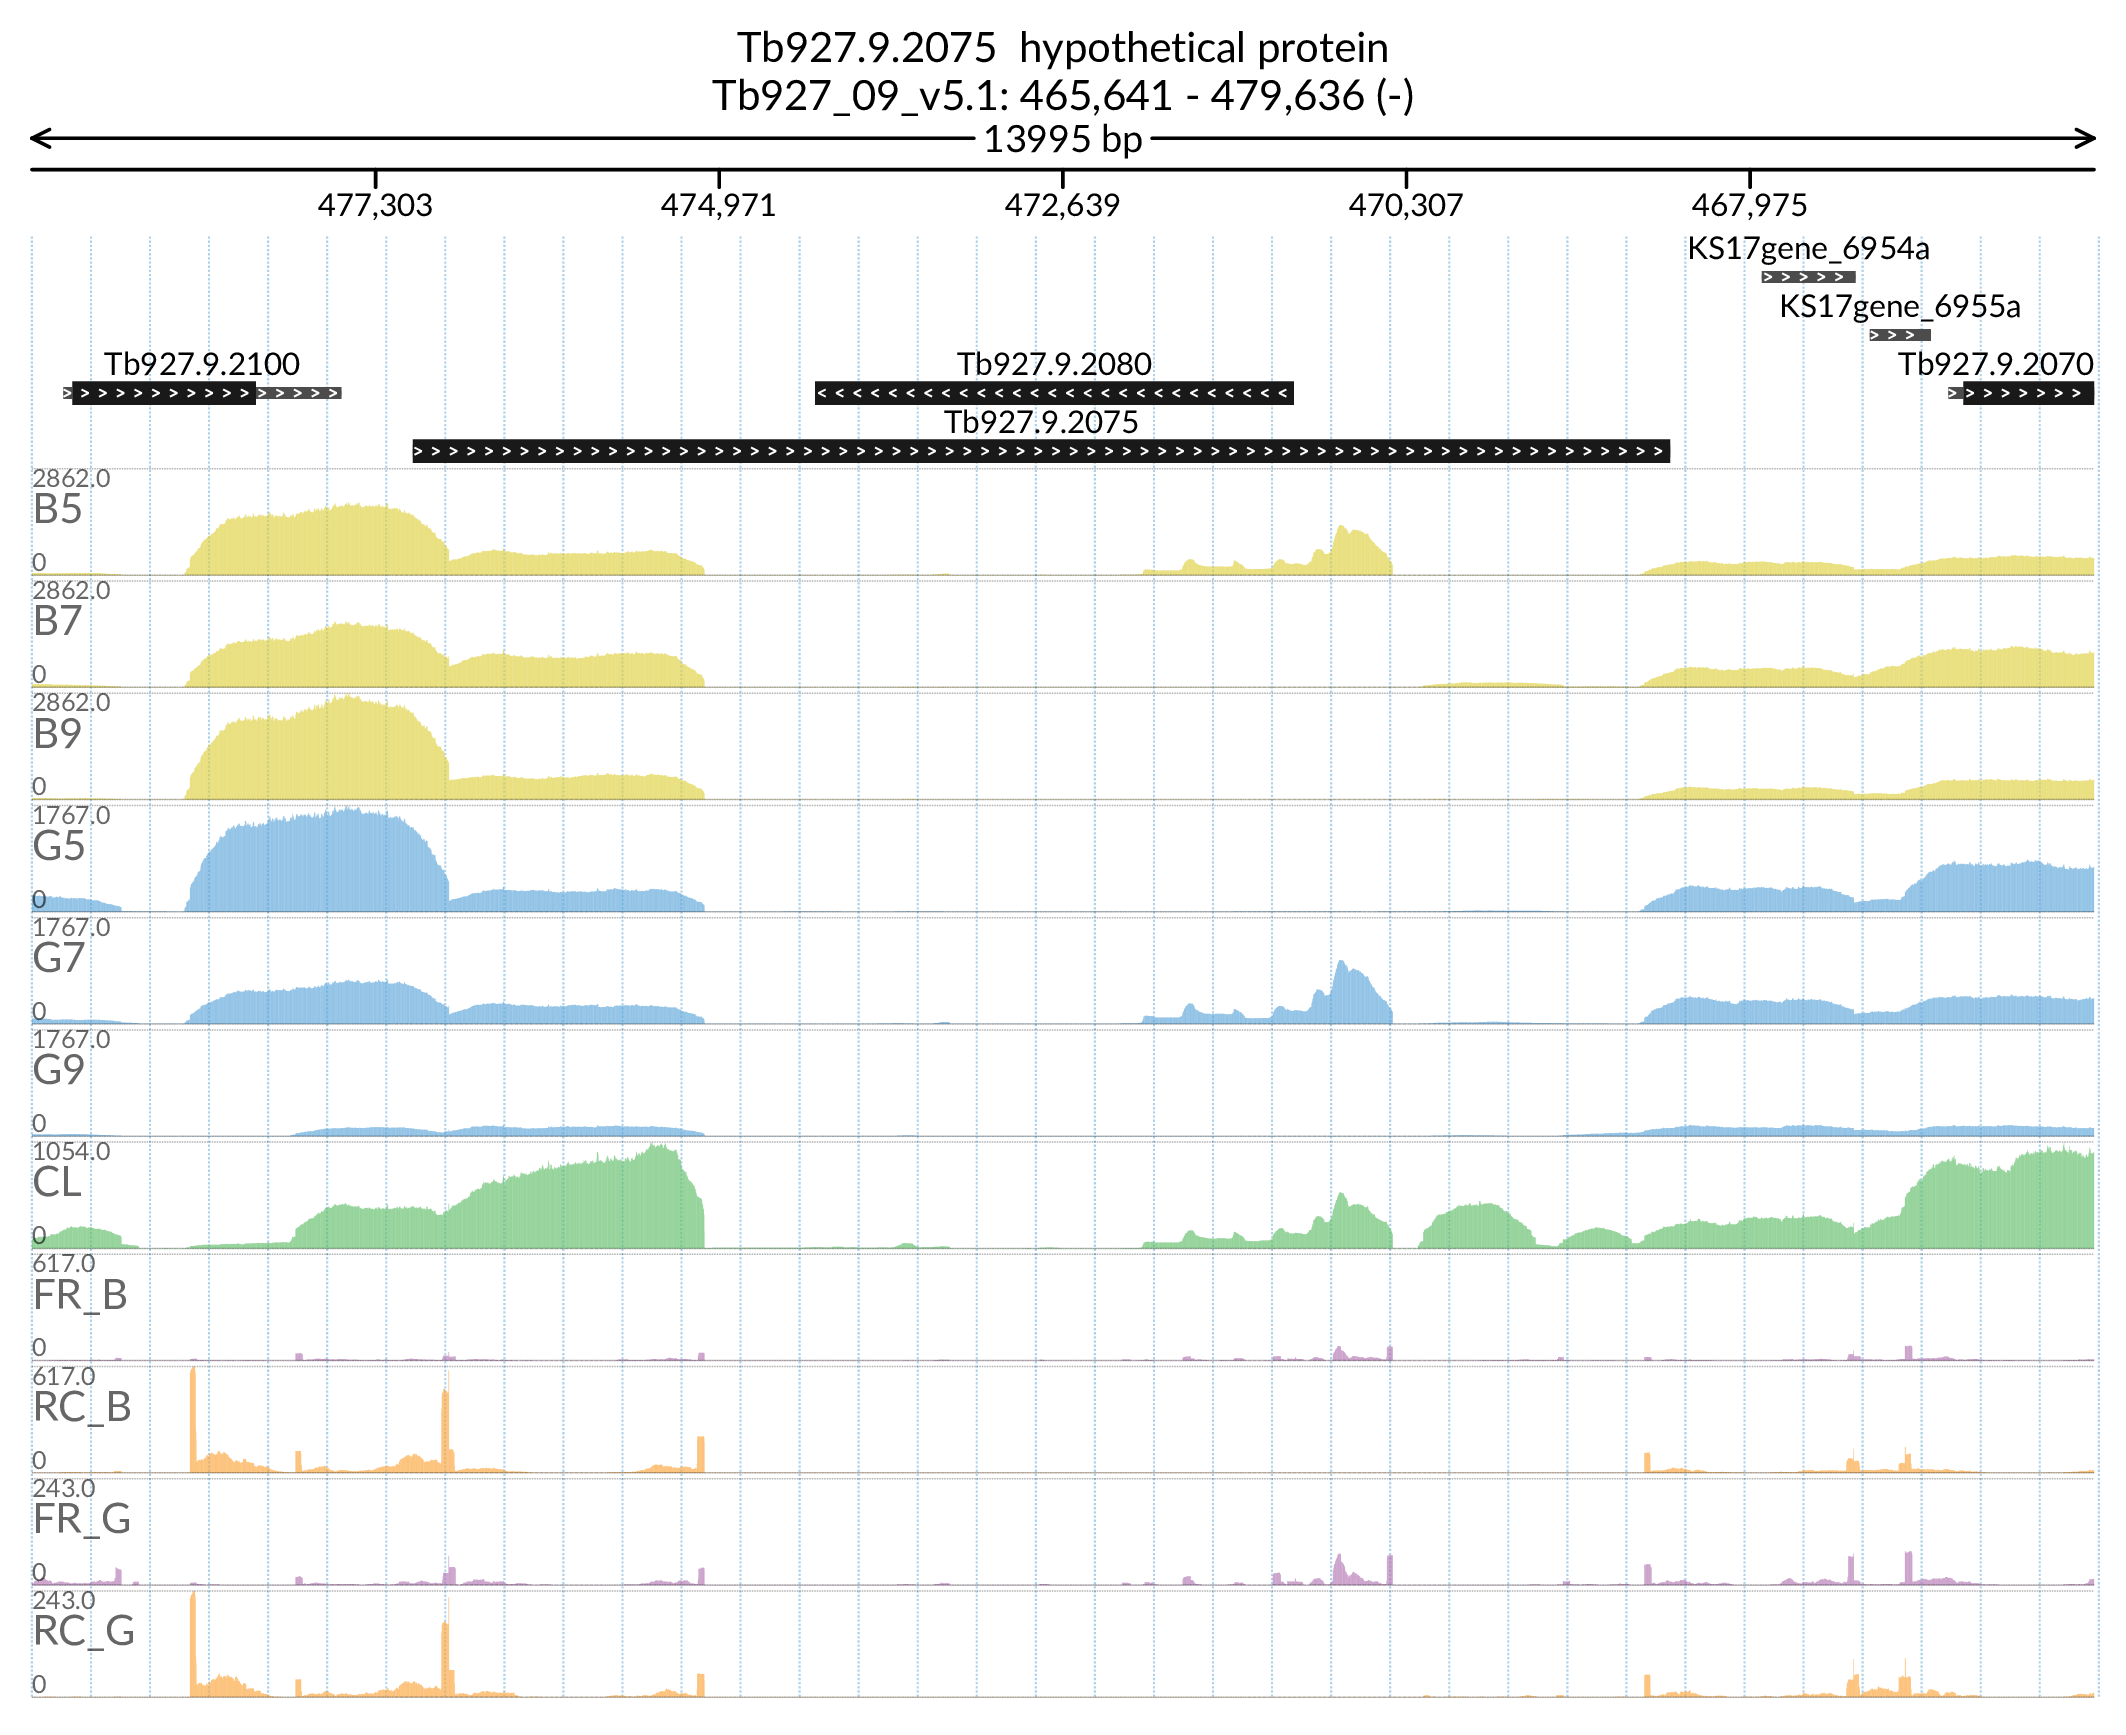 Tb927.9.2075  hypothetical protein
Tb927_09_v5.1: 465,641 - 479,636 (-)
13995 bp
477,303 474,971 472,639 470,307 467,975
KS17gene_6954a
KS17gene_6955a
Tb927.9.2100 Tb927.9.2080 Tb927.9.2070
Tb927.9.2075
2862.0
B5
0
2862.0
B7
0
2862.0
B9
0
1767.0
G5
0
1767.0
G7
0
1767.0
G9
0
1054.0
CL
0
617.0
FR_B
0
617.0
RC_B
0
243.0
FR_G
0
243.0
RC_G
0